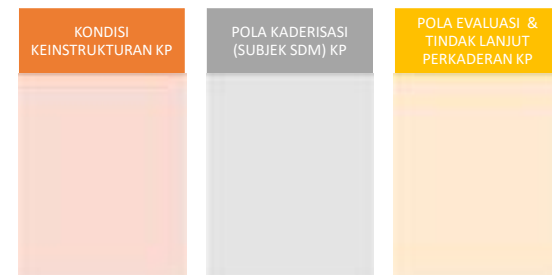 KONDISI
KEINSTRUKTURAN KP
POLA KADERISASI
(SUBJEK SDM) KP
POLA EVALUASI &
TINDAK LANJUT
PERKADERAN KP